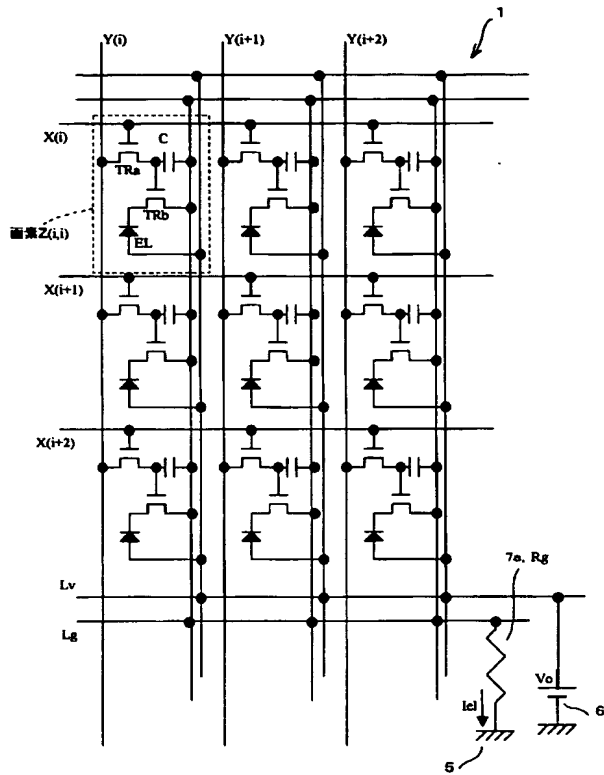 1
Y(i) Y(i+1) Y(i+2)
X(i)
C
TRa
TRb
EL
画素Z(i,i)
X(i+1)
X(i+2)
Lv
7a, Rg
Lg
Vo
Iel
6
5